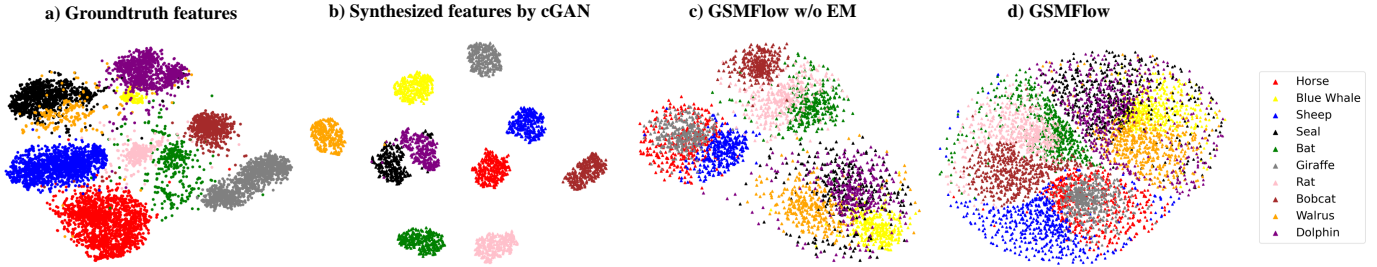 a) Groundtruth features
b) Synthesized features by cGAN
c) GSMFlow w/o EM
d) GSMFlow
Horse
Blue Whale
Sheep
Seal
Bat
Giraffe
Rat
Bobcat
Walrus
Dolphin